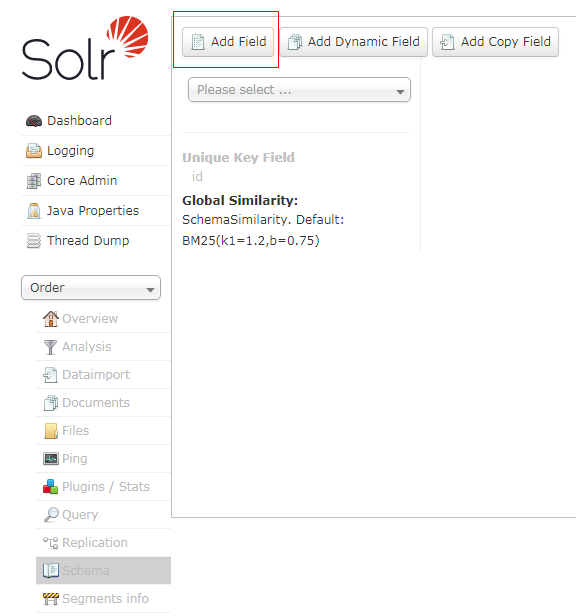 Solr
Add Field
Add Dynamic Field
Add Copy Field
Please select ...
Unique Key Field
id
Global Similarity:
SchemaSimilarity. Default:
BM25(k1=1.2,b=0.75)
Dashboard
Logging
Core Admin
Java Properties
Thread Dump
Order
Overview
Analysis
Dataimport
Documents
Files
Ping
Plugins / Stats
Query
Replication
Schema
Segments info